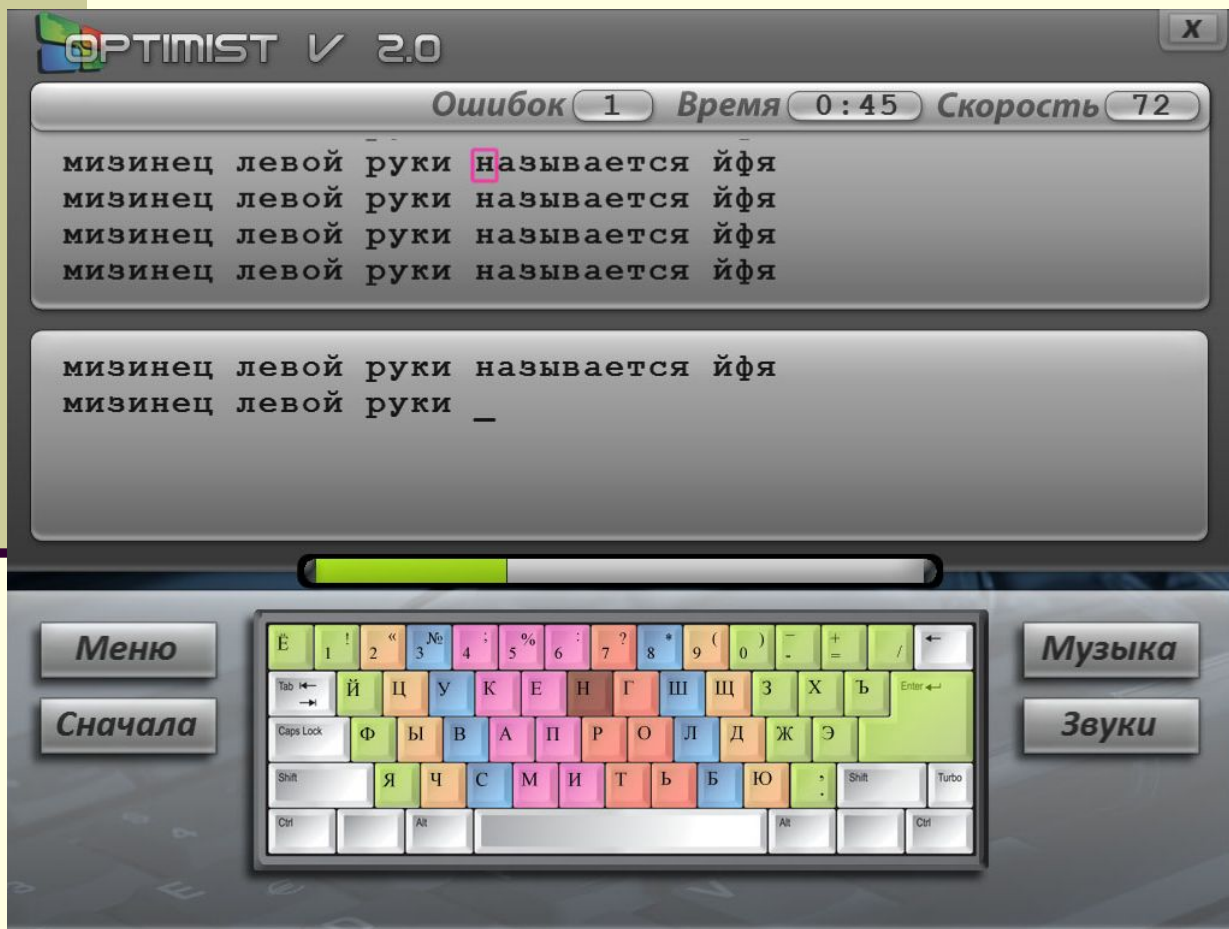 OPTIMIST V 2.0
X
Ошибок 1 Время 0:45 Скорость 72
мизинец левой руки называется йфя
мизинец левой руки называется йфя
мизинец левой руки называется йфя
мизинец левой руки называется йфя
мизинец левой руки называется йфя
мизинец левой руки _
Меню
Сначала
Музыка
Звуки
Ё 1 ! 2 « 3 № 4 ; 5 % 6 : 7 ? 8 * 9 ( 0 ) - _ = + / ←
Tab Й Ц У К Е Н Г Ш Щ З Х Ъ Enter
Caps Lock Ф Ы В А П Р О Л Д Ж Э
Shift Я Ч С М И Т Ь Б Ю . , Shift Turbo
Ctrl Alt Alt Ctrl